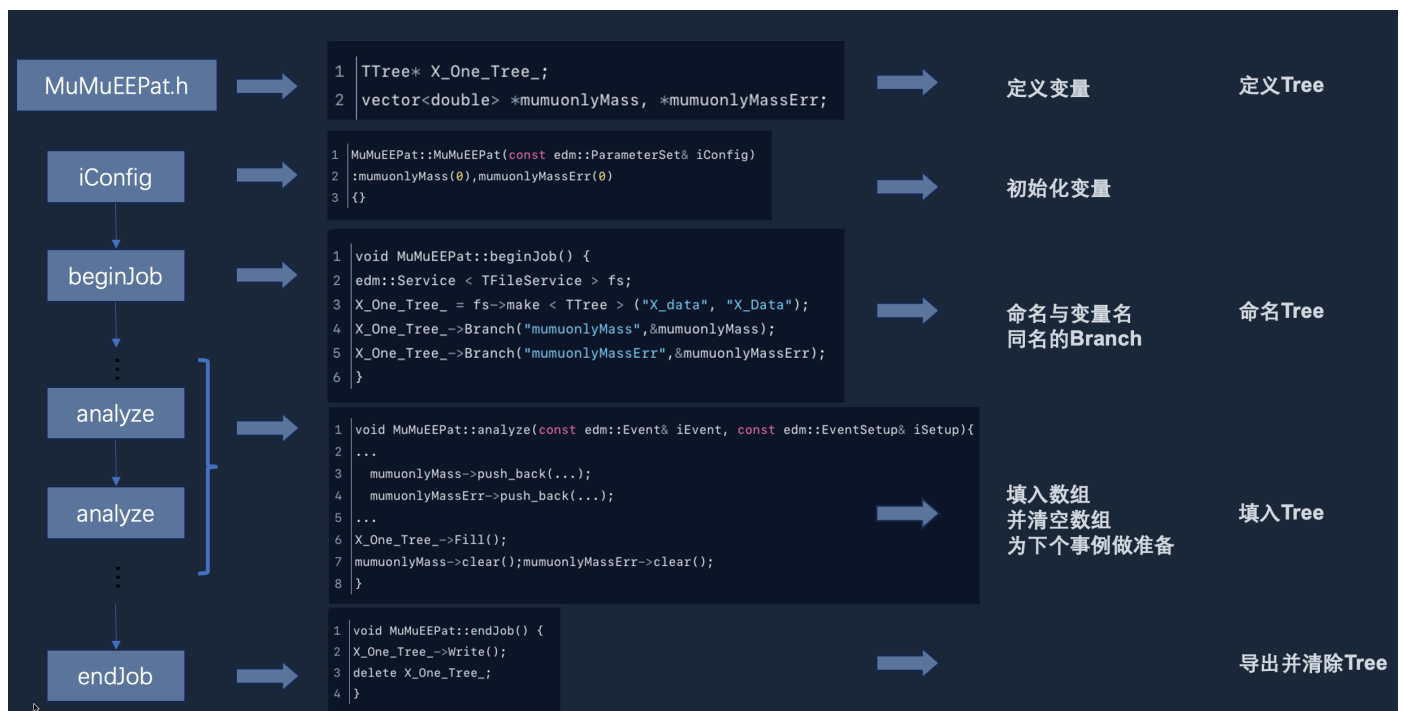 MuMuEEPat.h
1 TTree* X_One_Tree_;
2 vector<double> *mumuonlyMass, *mumuonlyMassErr;
定义变量
定义Tree
iConfig
1 MuMuEEPat::MuMuEEPat(const edm::ParameterSet& iConfig)
2 :mumuonlyMass(0),mumuonlyMassErr(0)
3 {}
初始化变量
beginJob
1 void MuMuEEPat::beginJob() {
2 edm::Service < TFileService > fs;
3 X_One_Tree_ = fs->make < TTree > ("X_data", "X_Data");
4 X_One_Tree_->Branch("mumuonlyMass",&mumuonlyMass);
5 X_One_Tree_->Branch("mumuonlyMassErr",&mumuonlyMassErr);
6 }
命名与变量名
同名的Branch
命名Tree
analyze
analyze
1 void MuMuEEPat::analyze(const edm::Event& iEvent, const edm::EventSetup& iSetup){
2 ...
3 mumuonlyMass->push_back(...);
4 mumuonlyMassErr->push_back(...);
5 ...
6 X_One_Tree_->Fill();
7 mumuonlyMass->clear();mumuonlyMassErr->clear();
8 }
填入数组
并清空数组
为下个事例做准备
填入Tree
endJob
1 void MuMuEEPat::endJob() {
2 X_One_Tree_->Write();
3 delete X_One_Tree_;
4 }
导出并清除Tree